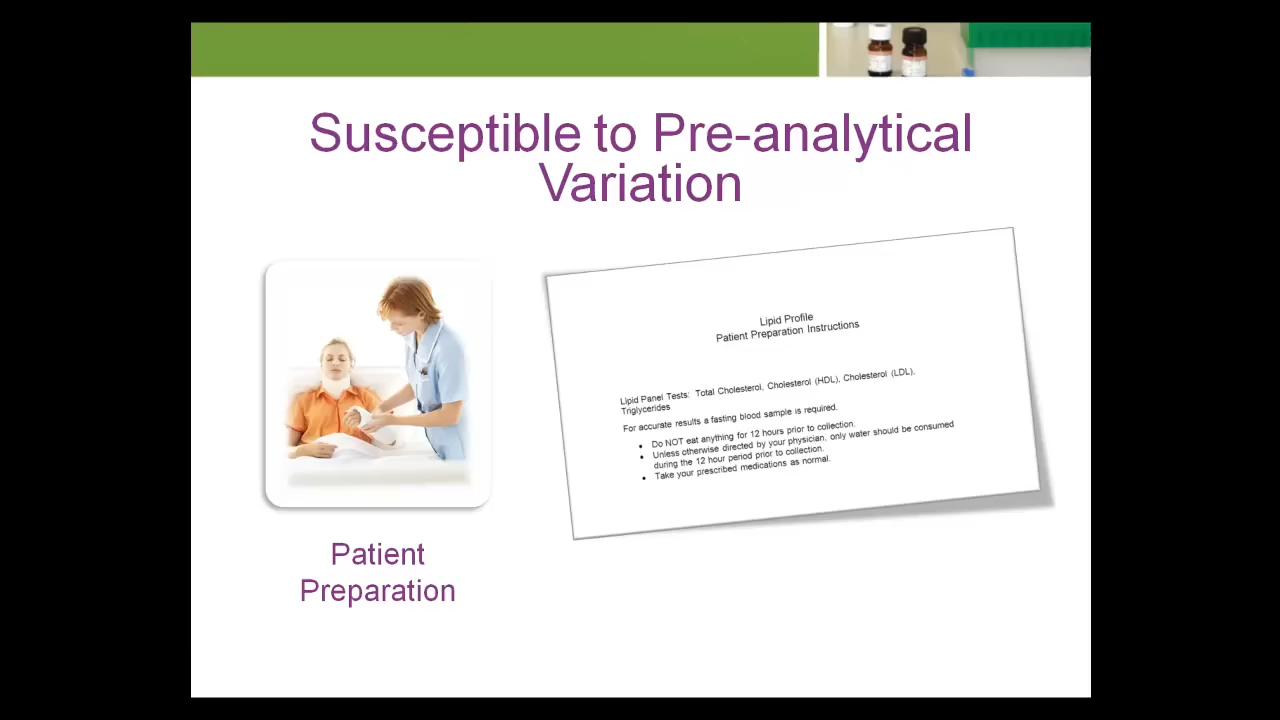 Susceptible to Pre-analytical
Variation
Lipid Profile
Patient Preparation Instructions
Lipid Panel Tests: Total Cholesterol, Cholesterol (HDL), Cholesterol (LDL),
Triglycerides
For accurate results a fasting blood sample is required.
• Do NOT eat anything for 12 hours prior to collection.
• Unless otherwise directed by your physician, only water should be consumed
during the 12 hour period prior to collection.
• Take your prescribed medications as normal.
Patient
Preparation